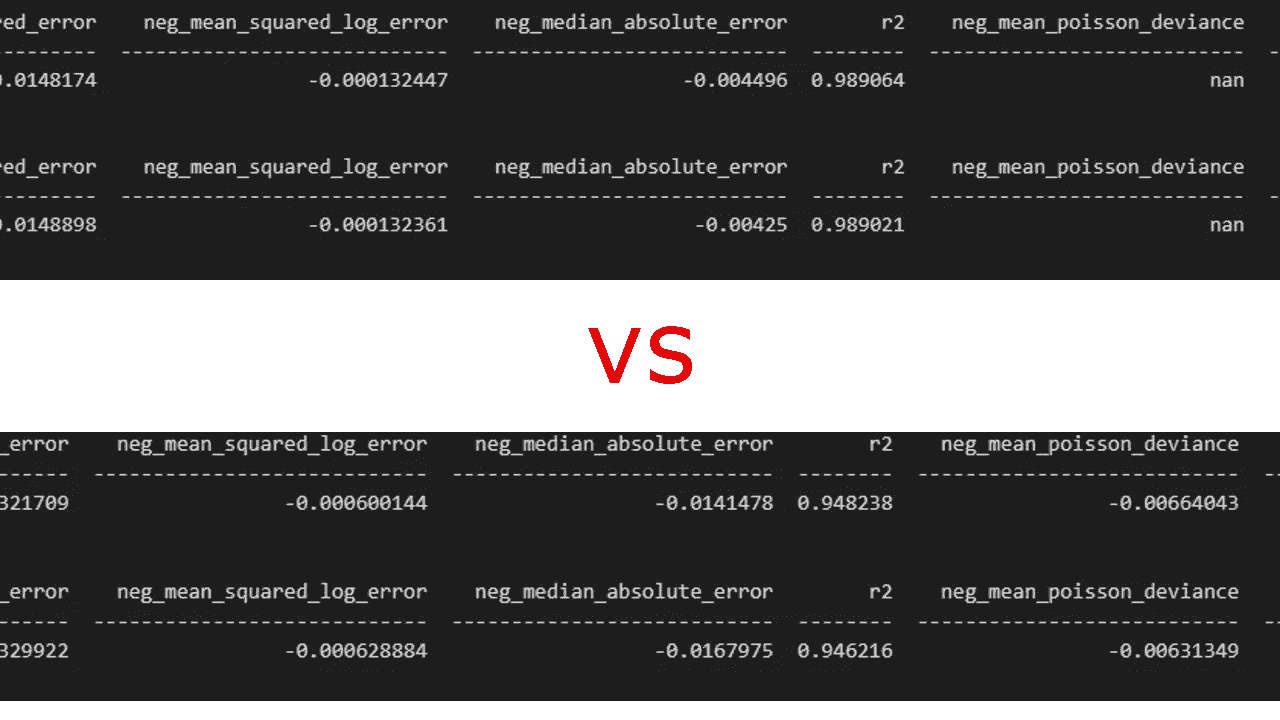 red_error neg_mean_squared_log_error neg_median_absolute_error r2 neg_mean_poisson_deviance
--------- ---------------------------- --------------------------- -------- --------------------------- -
.0148174 -0.000132447 -0.004496 0.989064 nan
red_error neg_mean_squared_log_error neg_median_absolute_error r2 neg_mean_poisson_deviance
--------- ---------------------------- --------------------------- -------- --------------------------- -
.0148898 -0.000132361 -0.00425 0.989021 nan
VS
_error neg_mean_squared_log_error neg_median_absolute_error r2 neg_mean_poisson_deviance
------ ---------------------------- --------------------------- -------- --------------------------- --
321709 -0.000600144 -0.0141478 0.948238 -0.00664043
_error neg_mean_squared_log_error neg_median_absolute_error r2 neg_mean_poisson_deviance
------ ---------------------------- --------------------------- -------- --------------------------- --
329922 -0.000628884 -0.0167975 0.946216 -0.00631349